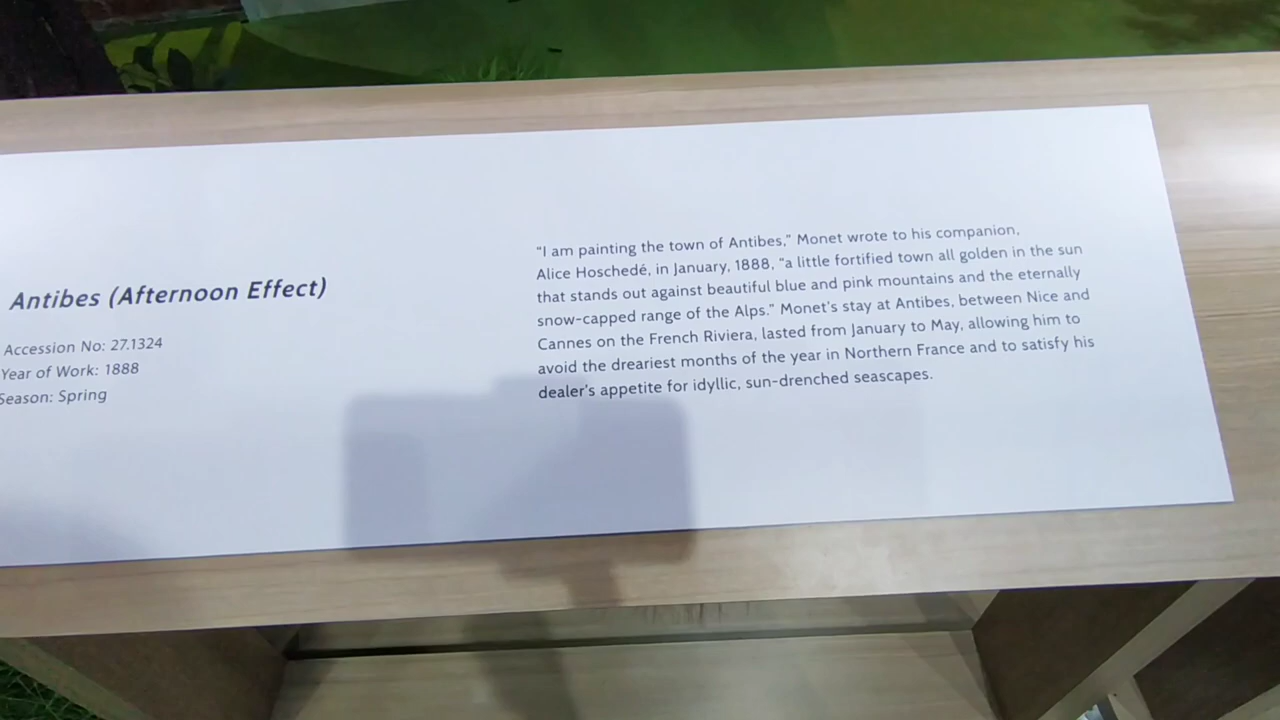 Antibes (Afternoon Effect)
Accession No: 27.1324
Year of Work: 1888
Season: Spring
“I am painting the town of Antibes,” Monet wrote to his companion,
Alice Hoschedé, in January, 1888, “a little fortified town all golden in the sun
that stands out against beautiful blue and pink mountains and the eternally
snow-capped range of the Alps.” Monet’s stay at Antibes, between Nice and
Cannes on the French Riviera, lasted from January to May, allowing him to
avoid the dreariest months of the year in Northern France and to satisfy his
dealer’s appetite for idyllic, sun-drenched seascapes.